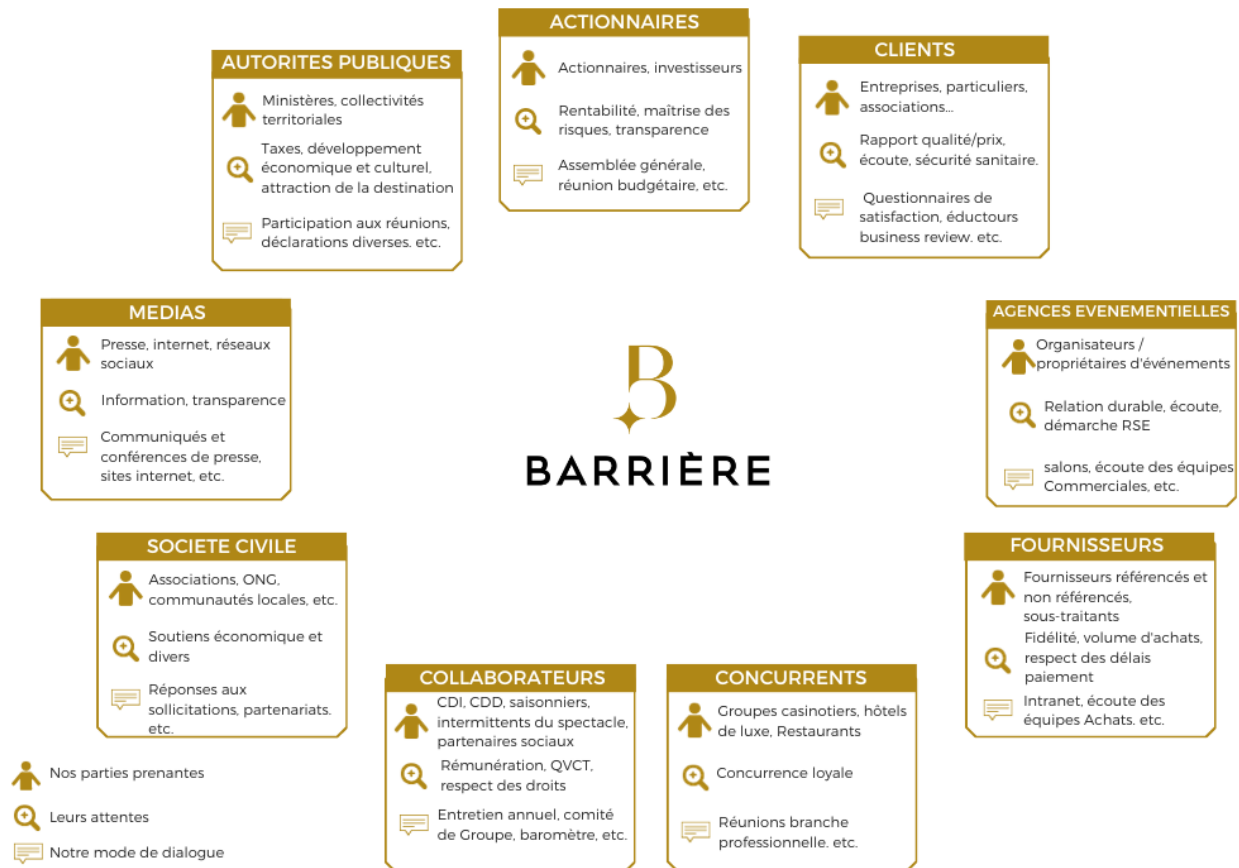 ACTIONNAIRES
Actionnaires, investisseurs
Rentabilité, maîtrise des
risques, transparence
Assemblée générale,
réunion budgétaire, etc.
AUTORITES PUBLIQUES
Ministères, collectivités
territoriales
Taxes, développement
économique et culturel,
attraction de la destination
Participation aux réunions,
déclarations diverses. etc.
CLIENTS
Entreprises, particuliers,
associations...
Rapport qualité/prix,
écoute, sécurité sanitaire.
Questionnaires de
satisfaction, éductours
business review. etc.
MEDIAS
Presse, internet, réseaux
sociaux
Information, transparence
Communiqués et
conférences de presse,
sites internet, etc.
B
BARRIÈRE
AGENCES EVENEMENTIELLES
Organisateurs /
propriétaires d'événements
Relation durable, écoute,
démarche RSE
salons, écoute des équipes
Commerciales, etc.
SOCIETE CIVILE
Associations, ONG,
communautés locales, etc.
Soutiens économique et
divers
Réponses aux
sollicitations, partenariats.
etc.
FOURNISSEURS
Fournisseurs référencés et
non référencés,
sous-traitants
Fidélité, volume d'achats,
respect des délais
paiement
Intranet, écoute des
équipes Achats. etc.
COLLABORATEURS
CDI, CDD, saisonniers,
intermittents du spectacle,
partenaires sociaux
Rémunération, QVCT,
respect des droits
Entretien annuel, comité
de Groupe, baromètre, etc.
CONCURRENTS
Groupes casinotiers, hôtels
de luxe, Restaurants
Concurrence loyale
Réunions branche
professionnelle. etc.
Nos parties prenantes
Leurs attentes
Notre mode de dialogue